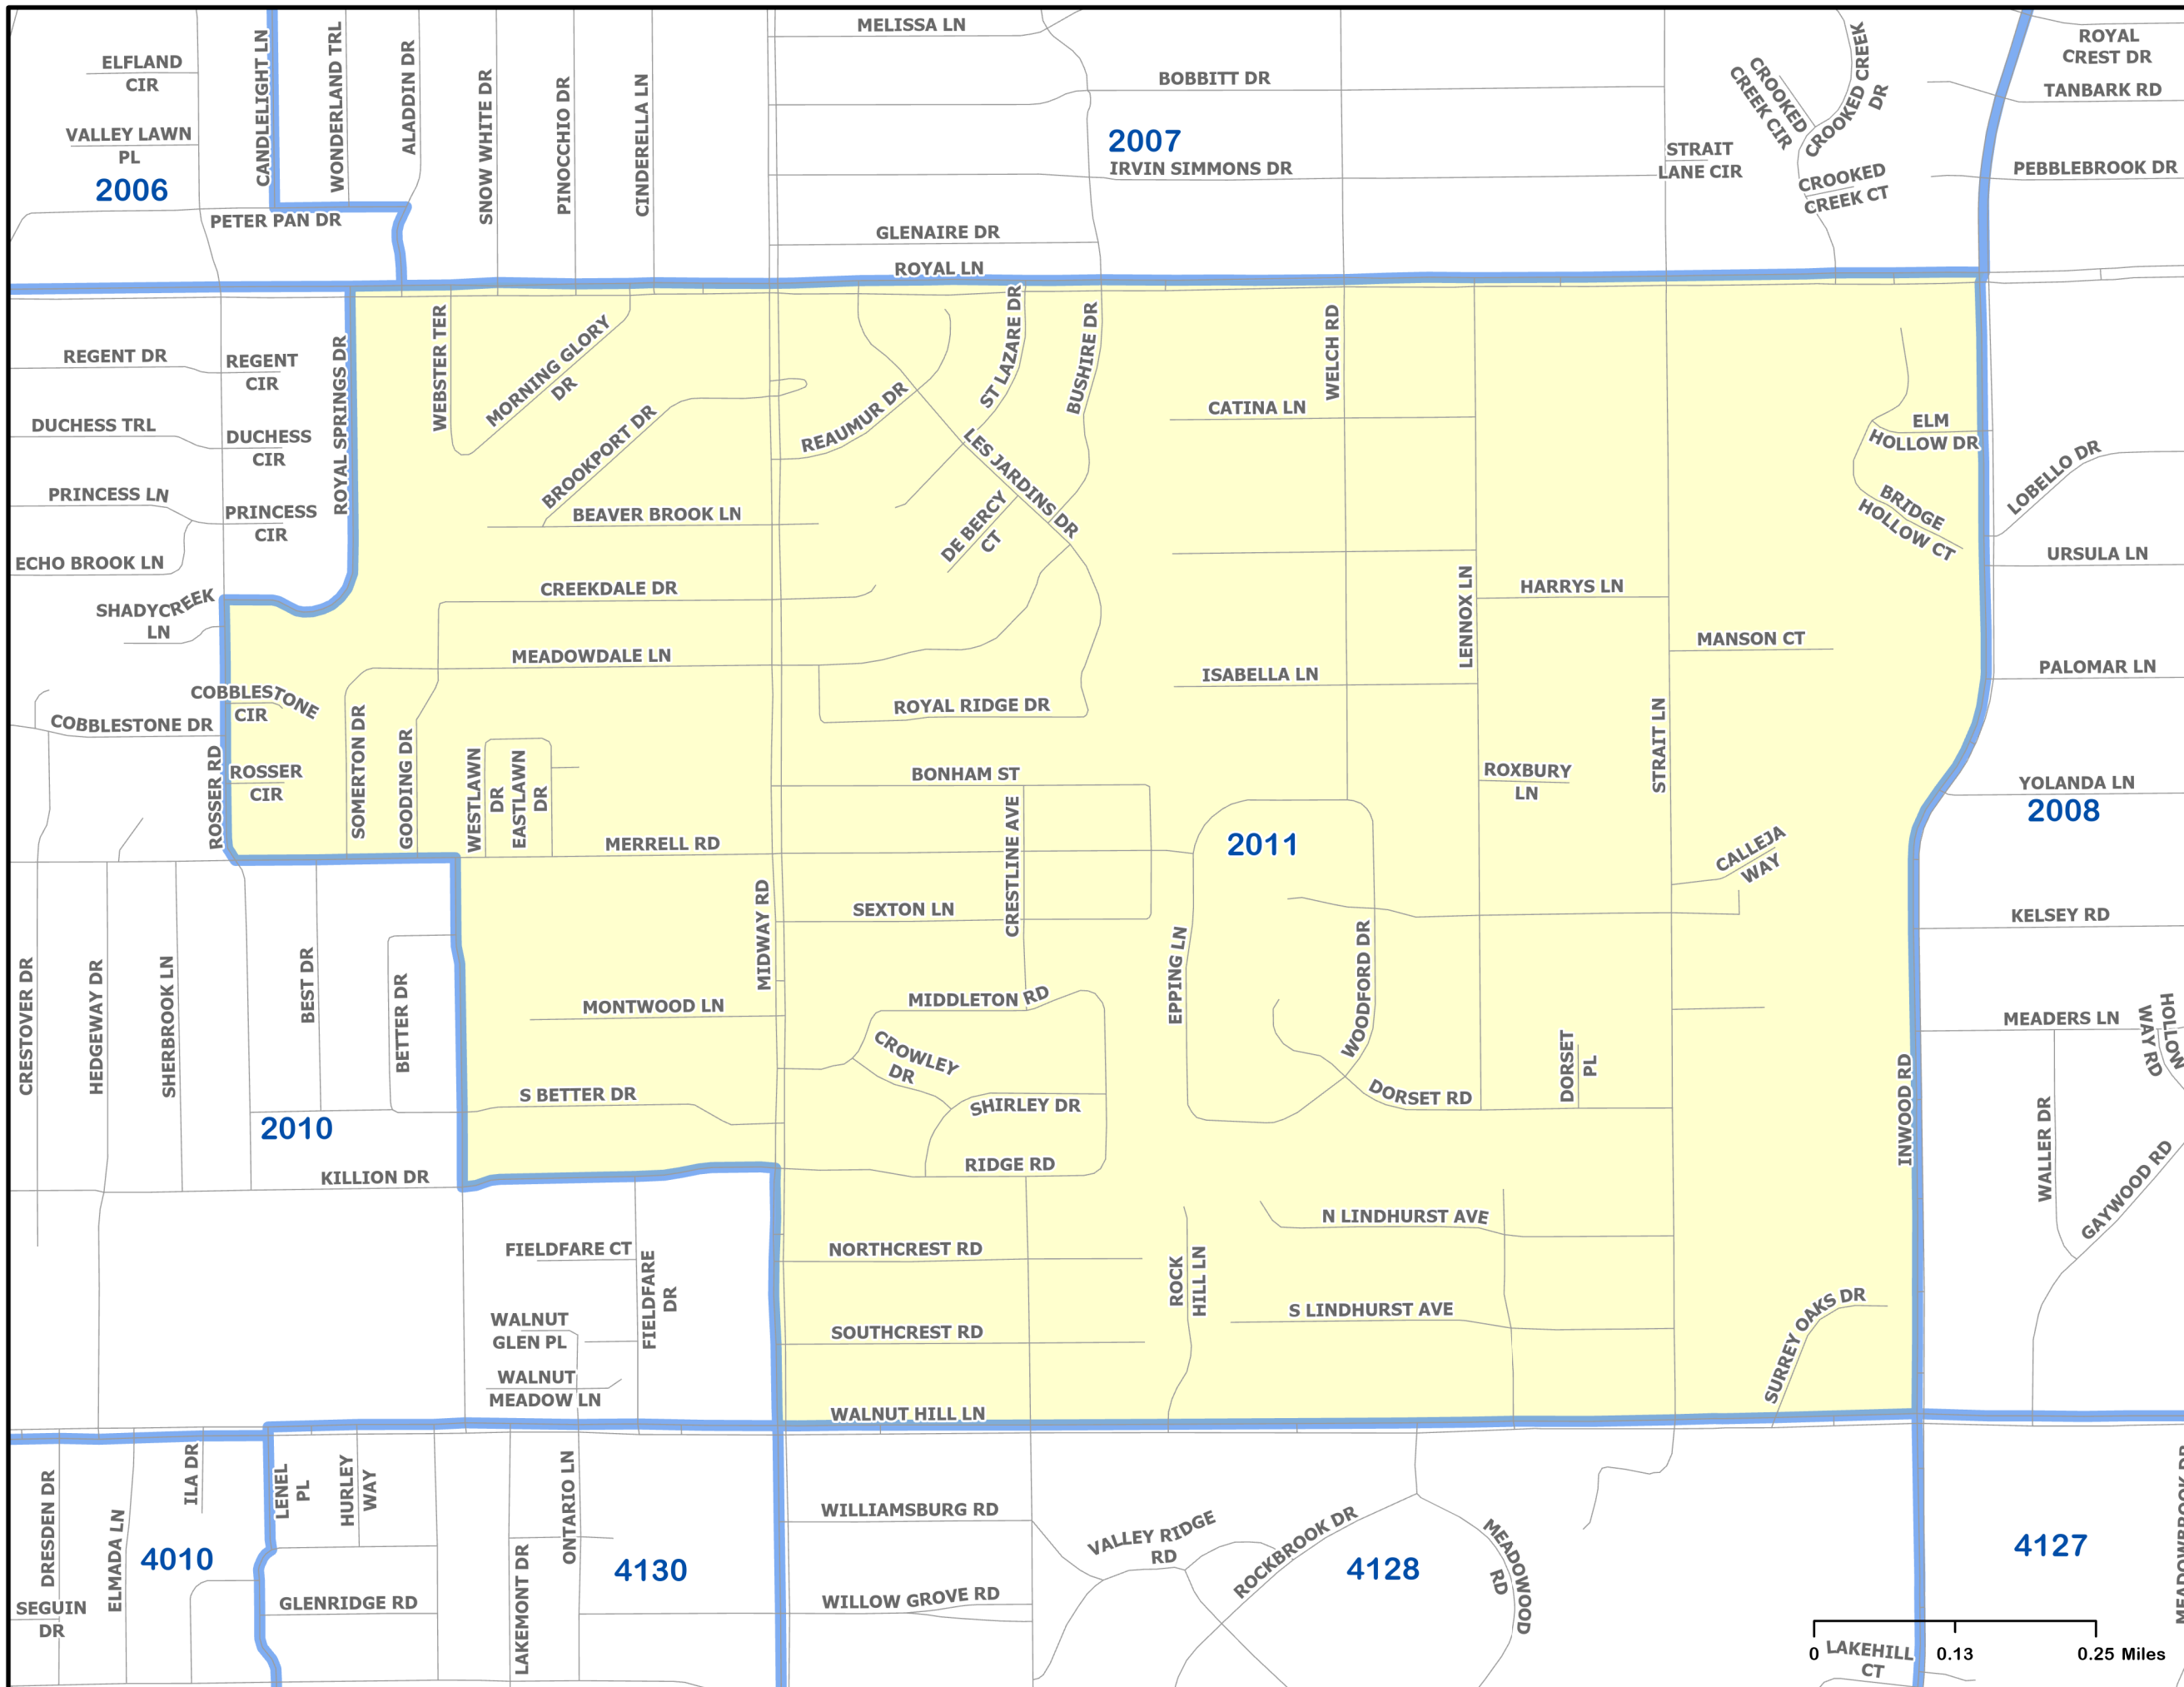 MELISSA LN
ROYAL
CREST DR
ELFLAND
CIR
CANDLELIGHT LN
WONDERLAND TRL
ALADDIN DR
SNOW WHITE DR
PINOCCHIO DR
CINDERELLA LN
BOBBITT DR
CROOKED
CREEK CIR
CROOKED CREEK
DR
TANBARK RD
VALLEY LAWN
PL
2007
STRAIT
LANE CIR
IRVIN SIMMONS DR
PEBBLEBROOK DR
2006
CROOKED
CREEK CT
PETER PAN DR
GLENAIRE DR
ROYAL LN
REGENT DR
REGENT
CIR
ROYAL SPRINGS DR
WEBSTER TER
MORNING GLORY
DR
ST LAZARE DR
BUSHIRE DR
WELCH RD
BROOKPORT DR
REAUMUR DR
CATINA LN
ELM
HOLLOW DR
DUCHESS TRL
DUCHESS
CIR
LES JARDINS DR
LOBELLO DR
PRINCESS LN
PRINCESS
CIR
BEAVER BROOK LN
DE BERCY
CT
BRIDGE
HOLLOW CT
ECHO BROOK LN
URSULA LN
CREEKDALE DR
LENNOX LN
HARRYS LN
SHADYCREEK
LN
MANSON CT
MEADOWDALE LN
ISABELLA LN
PALOMAR LN
COBBLESTONE
CIR
COBBLESTONE DR
ROYAL RIDGE DR
STRAIT LN
ROSSER RD
ROSSER
CIR
SOMERTON DR
GOODING DR
WESTLAWN
DR
EASTLAWN
DR
BONHAM ST
ROXBURY
LN
YOLANDA LN
2008
MERRELL RD
CRESTLINE AVE
2011
CALLEJA
WAY
MIDWAY RD
SEXTON LN
KELSEY RD
CRESTOVER DR
HEDGEWAY DR
SHERBROOK LN
BEST DR
BETTER DR
MONTWOOD LN
MIDDLETON RD
EPPING LN
WOODFORD DR
MEADERS LN
HOLLOW
WAY RD
CROWLEY
DR
DORSET
PL
INWOOD RD
S BETTER DR
SHIRLEY DR
DORSET RD
2010
WALLER DR
KILLION DR
RIDGE RD
GAYWOOD RD
N LINDHURST AVE
FIELDFARE CT
FIELDFARE
DR
NORTHCREST RD
ROCK
HILL LN
S LINDHURST AVE
SURREY OAKS DR
WALNUT
GLEN PL
SOUTHCREST RD
WALNUT
MEADOW LN
WALNUT HILL LN
DRESDEN DR
ELMADA LN
ILA DR
LENEL
PL
HURLEY
WAY
ONTARIO LN
LAKEMONT DR
WILLIAMSBURG RD
VALLEY RIDGE
RD
ROCKBROOK DR
MEADOWOOD
RD
MEADOWBROOK DR
4010
4130
4128
4127
SEGUIN
DR
GLENRIDGE RD
WILLOW GROVE RD
LAKEHILL
CT
0
0.13
0.25 Miles